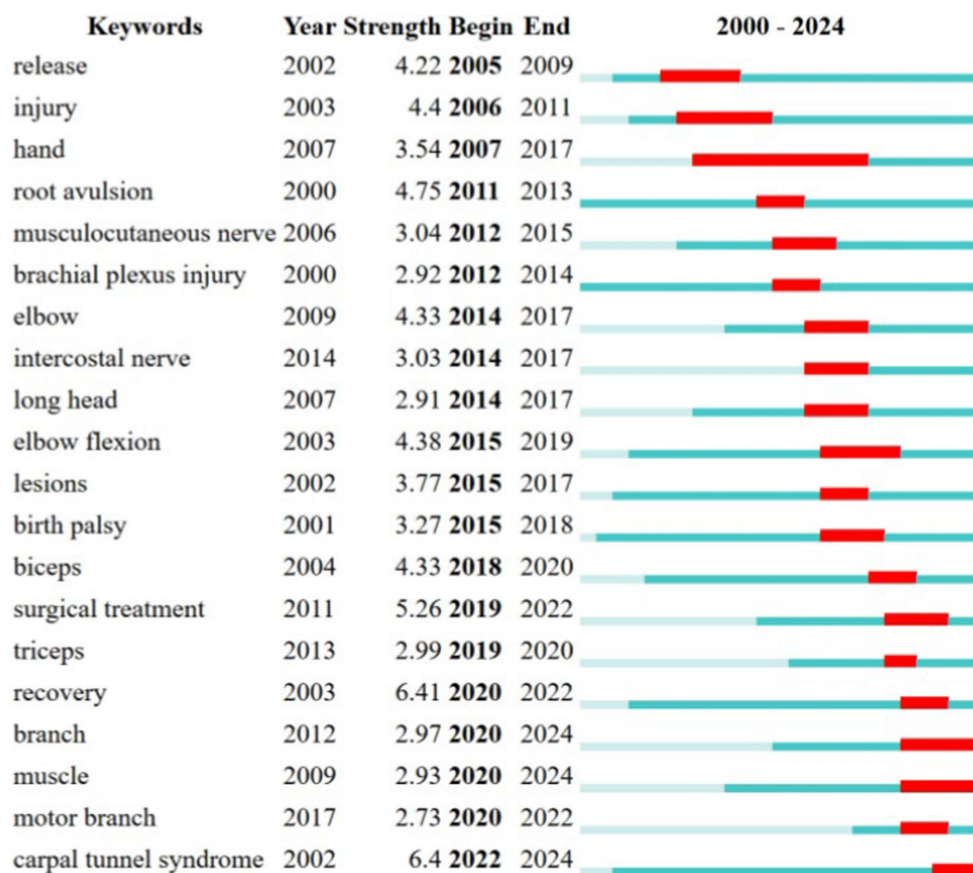 Keywords Year Strength Begin End 2000 - 2024
release 2002 4.22 2005 2009
injury 2003 4.4 2006 2011
hand 2007 3.54 2007 2017
root avulsion 2000 4.75 2011 2013
musculocutaneous nerve 2006 3.04 2012 2015
brachial plexus injury 2000 2.92 2012 2014
elbow 2009 4.33 2014 2017
intercostal nerve 2014 3.03 2014 2017
long head 2007 2.91 2014 2017
elbow flexion 2003 4.38 2015 2019
lesions 2002 3.77 2015 2017
birth palsy 2001 3.27 2015 2018
biceps 2004 4.33 2018 2020
surgical treatment 2011 5.26 2019 2022
triceps 2013 2.99 2019 2020
recovery 2003 6.41 2020 2022
branch 2012 2.97 2020 2024
muscle 2009 2.93 2020 2024
motor branch 2017 2.73 2020 2022
carpal tunnel syndrome 2002 6.4 2022 2024